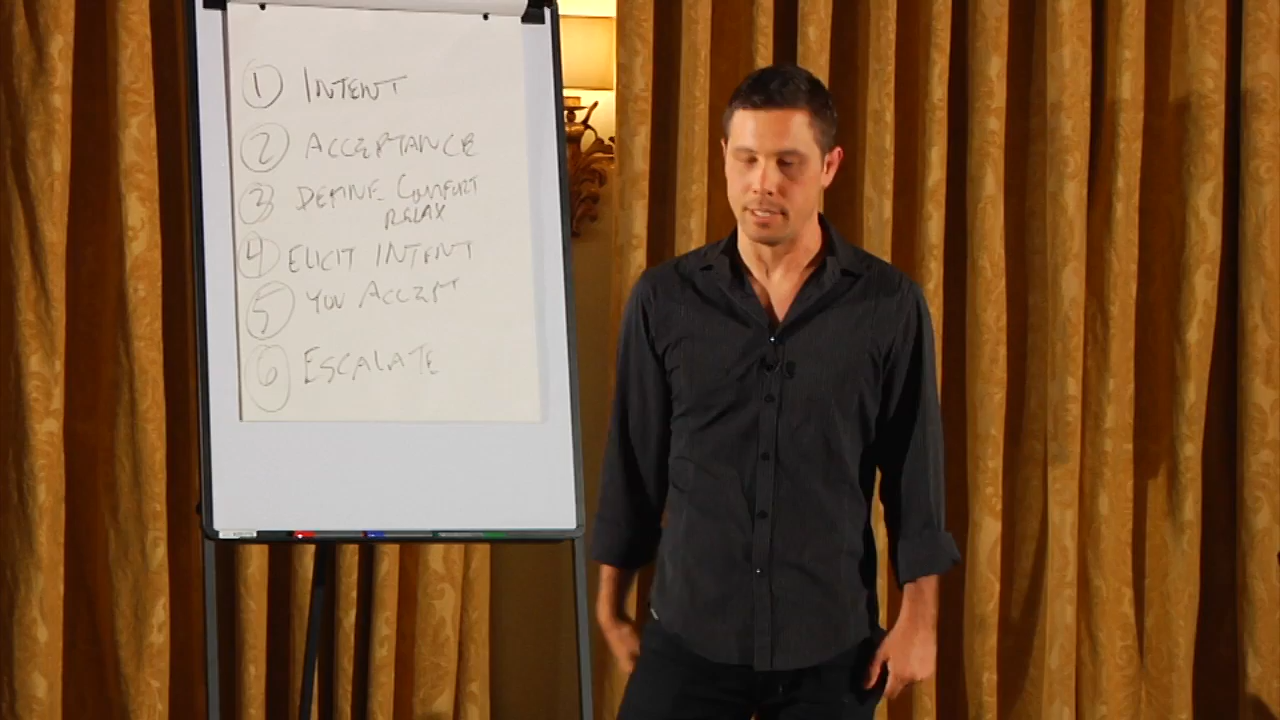 1 INTENT
2 ACCEPTANCE
3 DEFINE COMFORT
RELAX
4 ELICIT INTENT
5 YOU ACCEPT
6 ESCALATE